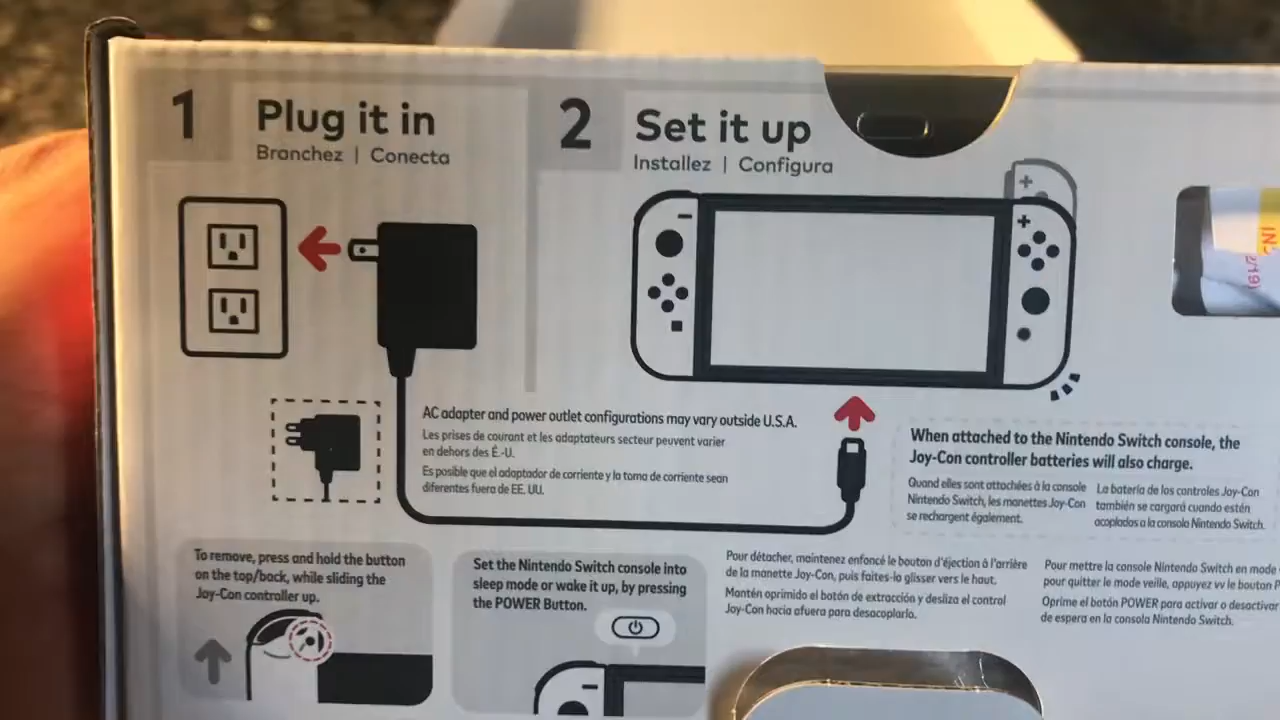 1
Plug it in
Branchez | Conecta
2
Set it up
Installez | Configura
AC adapter and power outlet configurations may vary outside U.S.A.
Les prises de courant et les adaptateurs secteur peuvent varier
en dehors des É.-U.
Es posible que el adaptador de corriente y la toma de corriente sean
diferentes fuera de EE. UU.
When attached to the Nintendo Switch console, the
Joy-Con controller batteries will also charge.
Quand elles sont attachées à la console
Nintendo Switch, les manettes Joy-Con
se rechargent également.
La batería de los controles Joy-Con
también se cargará cuando estén
acoplados a la consola Nintendo Switch.
To remove, press and hold the button
on the top/back, while sliding the
Joy-Con controller up.
Set the Nintendo Switch console into
sleep mode or wake it up, by pressing
the POWER Button.
Pour détacher, maintenez enfoncé le bouton d'éjection à l'arrière
de la manette Joy-Con, puis faites-la glisser vers le haut.
Mantén oprimido el botón de extracción y desliza el control
Joy-Con hacia afuera para desacoplarlo.
Pour mettre la console Nintendo Switch en mode
pour quitter le mode veille, appuyez sur le bouton P
Oprime el botón POWER para activar o desactivar
de espera en la consola Nintendo Switch.